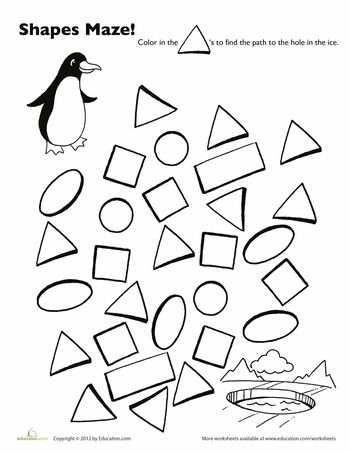 Shapes Maze!
Color in the 's to find the path to the hole in the ice.
education.com
Copyright © 2012 by Education.com
More worksheets available at www.education.com/worksheets